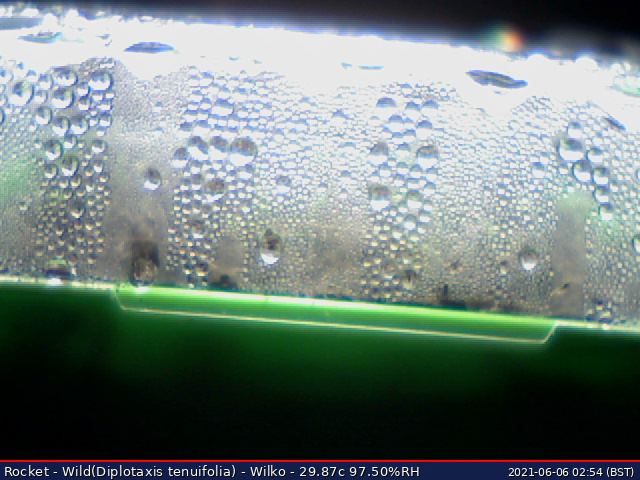 Rocket - Wild(Diplotaxis tenuifolia) - Wilko - 29.87c 97.50%RH
2021-06-06 02:54 (BST)